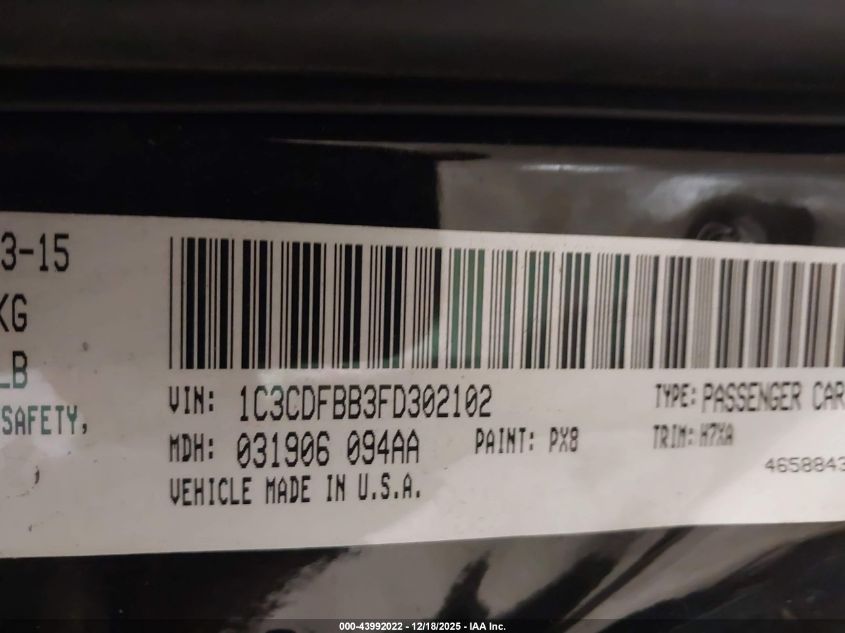 3-15
KG
LB
SAFETY,
VIN: 1C3CDFBB3FD302102
TYPE: PASSENGER CAR
MDH: 031906 094AA
PAINT: PX8
TRIM: H7XA
VEHICLE MADE IN U.S.A.
4658843
000-43992022 - 12/18/2025 - IAA Inc.